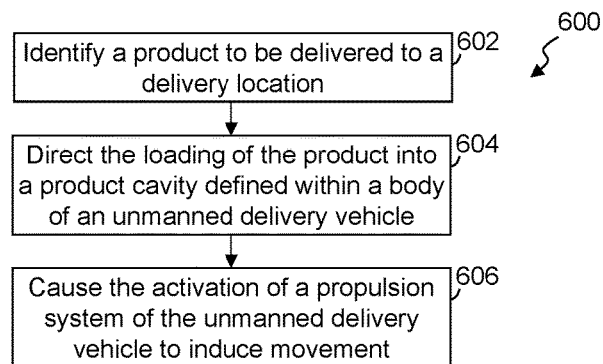 600
Identify a product to be delivered to a
delivery location
602
Direct the loading of the product into
a product cavity defined within a body
of an unmanned delivery vehicle
604
Cause the activation of a propulsion
system of the unmanned delivery
vehicle to induce movement
606